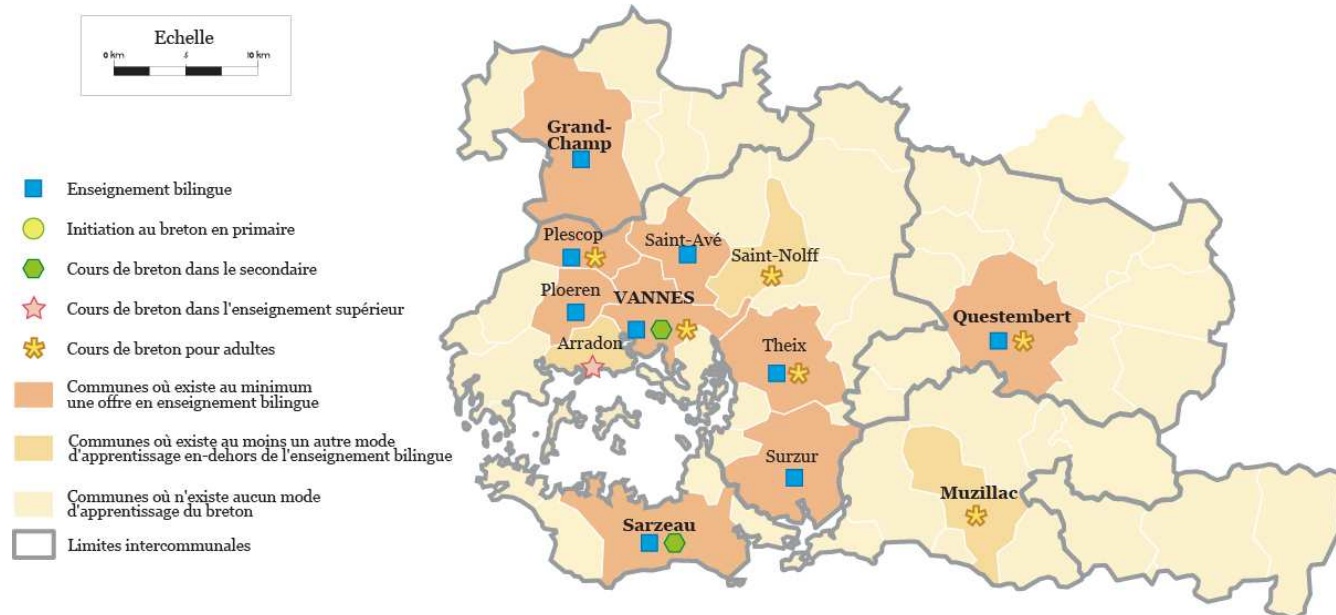 Echelle
0 km 5 10 km
Enseignement bilingue
Initiation au breton en primaire
Cours de breton dans le secondaire
Cours de breton dans l'enseignement supérieur
Cours de breton pour adultes
Communes où existe au minimum
une offre en enseignement bilingue
Communes où existe au moins un autre mode
d'apprentissage en-dehors de l'enseignement bilingue
Communes où n'existe aucun mode
d'apprentissage du breton
Limites intercommunales
Grand-
Champ
Plescop
Saint-Avé
Saint-Nolff
Ploeren
VANNES
Arradon
Theix
Questembert
Surzur
Muzillac
Sarzeau